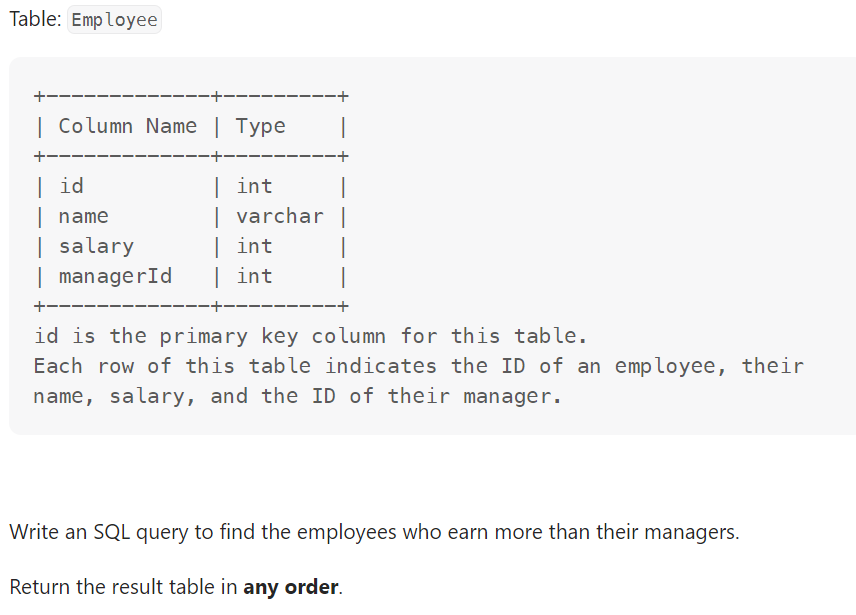 Table: Employee
+-------------+---------+
| Column Name | Type    |
+-------------+---------+
| id          | int     |
| name        | varchar |
| salary      | int     |
| managerId   | int     |
+-------------+---------+
id is the primary key column for this table.
Each row of this table indicates the ID of an employee, their
name, salary, and the ID of their manager.
Write an SQL query to find the employees who earn more than their managers.
Return the result table in any order.